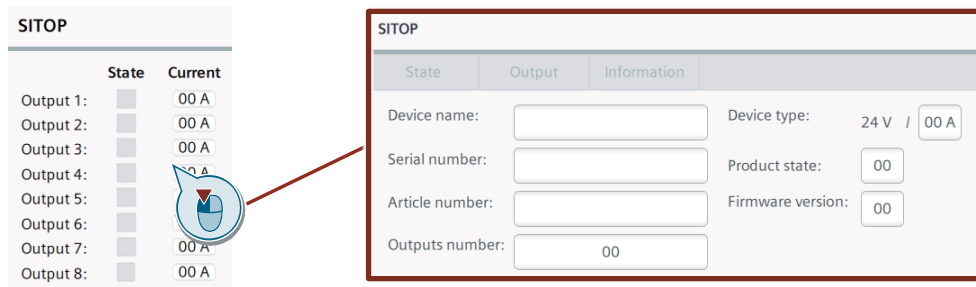 SITOP
State Current
Output 1: 00 A
Output 2: 00 A
Output 3: 00 A
Output 4: 00 A
Output 5:
Output 6:
Output 7: 00 A
Output 8: 00 A
SITOP
State Output Information
Device name: Device type: 24 V / 00 A
Serial number: Product state: 00
Article number: Firmware version: 00
Outputs number: 00